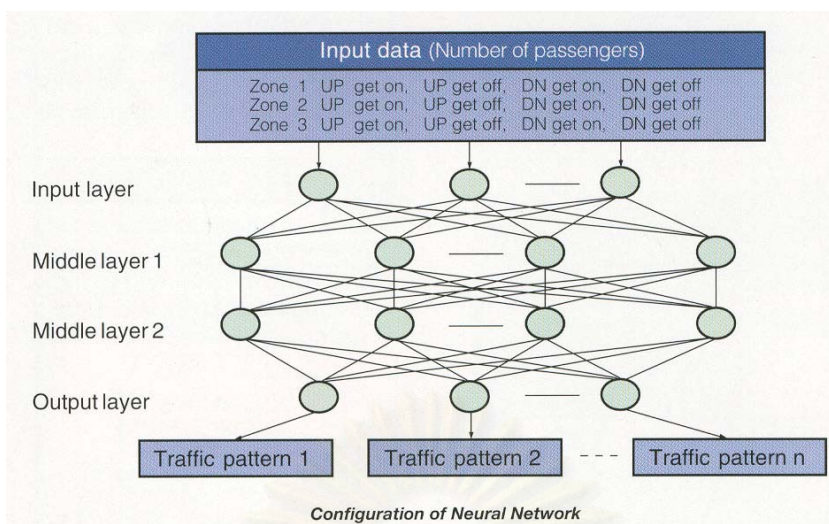 Input data (Number of passengers)
Zone 1 UP get on, UP get off, DN get on, DN get off
Zone 2 UP get on, UP get off, DN get on, DN get off
Zone 3 UP get on, UP get off, DN get on, DN get off
Input layer
Middle layer 1
Middle layer 2
Output layer
Traffic pattern 1 Traffic pattern 2 Traffic pattern n
Configuration of Neural Network